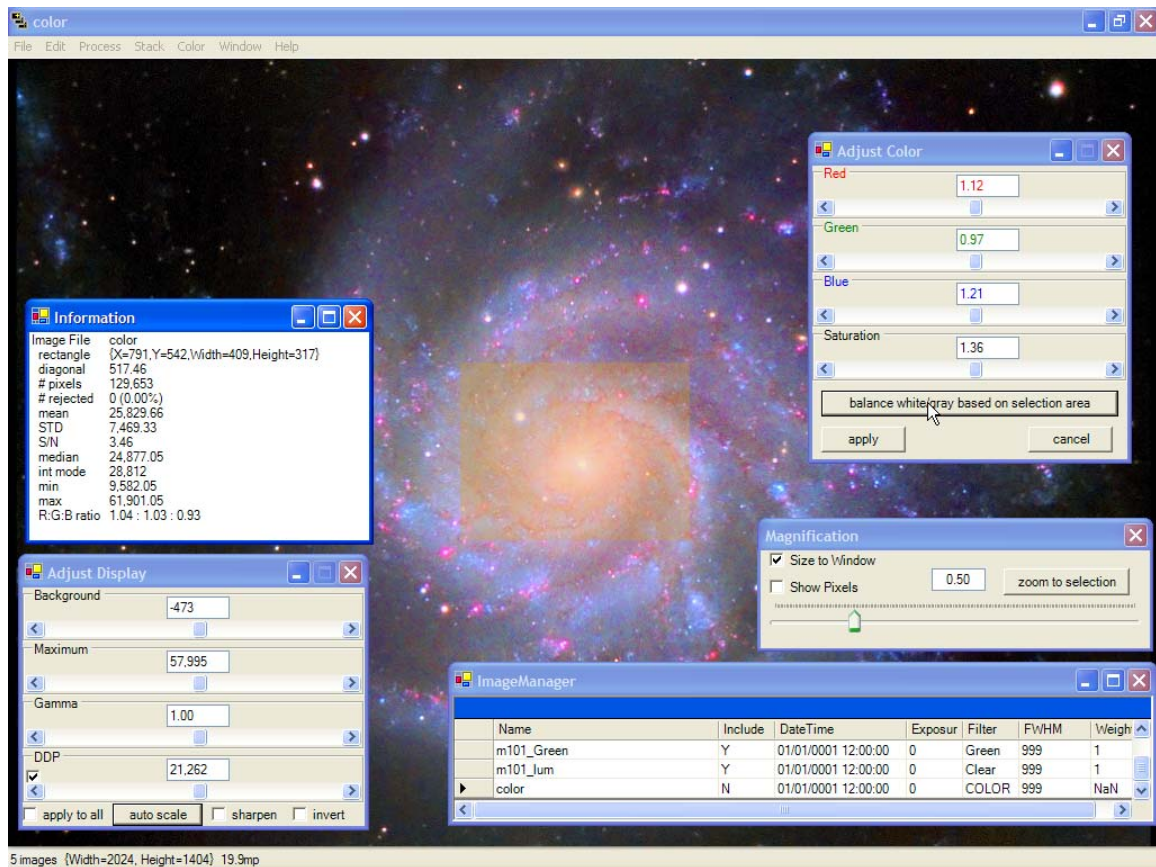 color
File Edit Process Stack Color Window Help
Adjust Color
Red
1.12
Green
0.97
Blue
1.21
Saturation
1.36
balance white/gray based on selection area
apply cancel
Information
Image File color
rectangle {X=791,Y=542,Width=409,Height=317}
diagonal 517.46
# pixels 129,653
# rejected 0 (0.00%)
mean 25,829.66
STD 7,469.33
S/N 3.46
median 24,877.05
int mode 28,812
min 9,582.05
max 61,901.05
R:G:B ratio 1.04 : 1.03 : 0.93
Magnification
Size to Window
Show Pixels 0.50 zoom to selection
Adjust Display
Background
-473
Maximum
57,995
Gamma
1.00
DDP
21,262
apply to all auto scale sharpen invert
ImageManager
Name Include DateTime Exposur Filter FWHM Weigh
m101_Green Y 01/01/0001 12:00:00 0 Green 999 1
m101_lum Y 01/01/0001 12:00:00 0 Clear 999 1
color N 01/01/0001 12:00:00 0 COLOR 999 NaN
5 images {Width=2024, Height=1404} 19.9mp